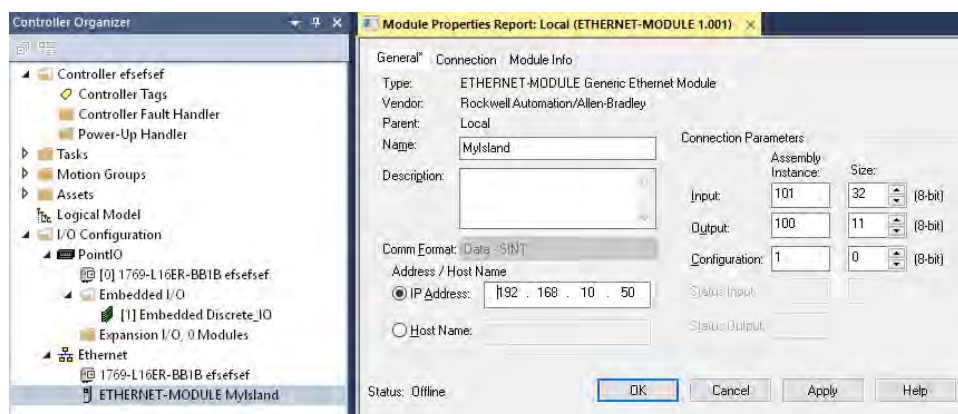 Controller Organizer
Controller efsefsef
Controller Tags
Controller Fault Handler
Power-Up Handler
Tasks
Motion Groups
Assets
Logical Model
I/O Configuration
PointIO
[0] 1769-L16ER-BB1B efsefsef
Embedded I/O
[1] Embedded Discrete_IO
Expansion I/O, 0 Modules
Ethernet
1769-L16ER-BB1B efsefsef
ETHERNET-MODULE MyIsland
Module Properties Report: Local (ETHERNET-MODULE 1.001)
General* Connection Module Info
Type: ETHERNET-MODULE Generic Ethernet Module
Vendor: Rockwell Automation/Allen-Bradley
Parent: Local
Name: MyIsland
Description:
Comm Format: Data - SINT
Address / Host Name
IP Address: 192 . 168 . 10 . 50
Host Name:
Connection Parameters
Assembly
Instance: Size:
Input: 101 32 (8-bit)
Output: 100 11 (8-bit)
Configuration: 1 0 (8-bit)
Status Input:
Status Output:
Status: Offline OK Cancel Apply Help